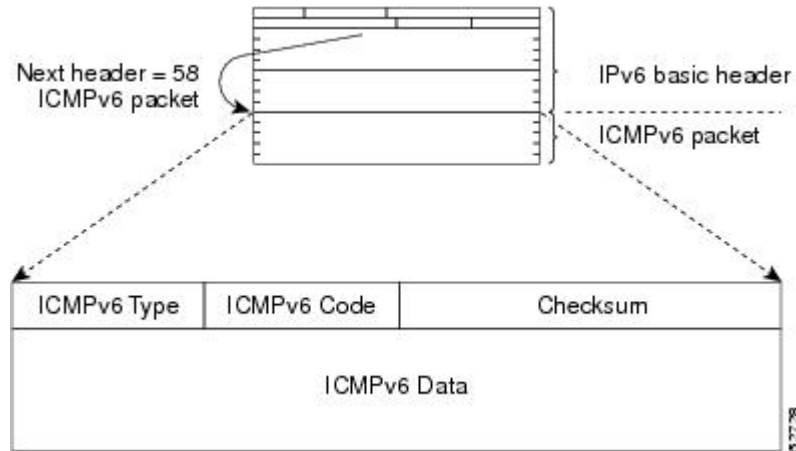 Next header = 58
ICMPv6 packet
IPv6 basic header
ICMPv6 packet
ICMPv6 Type
ICMPv6 Code
Checksum
ICMPv6 Data